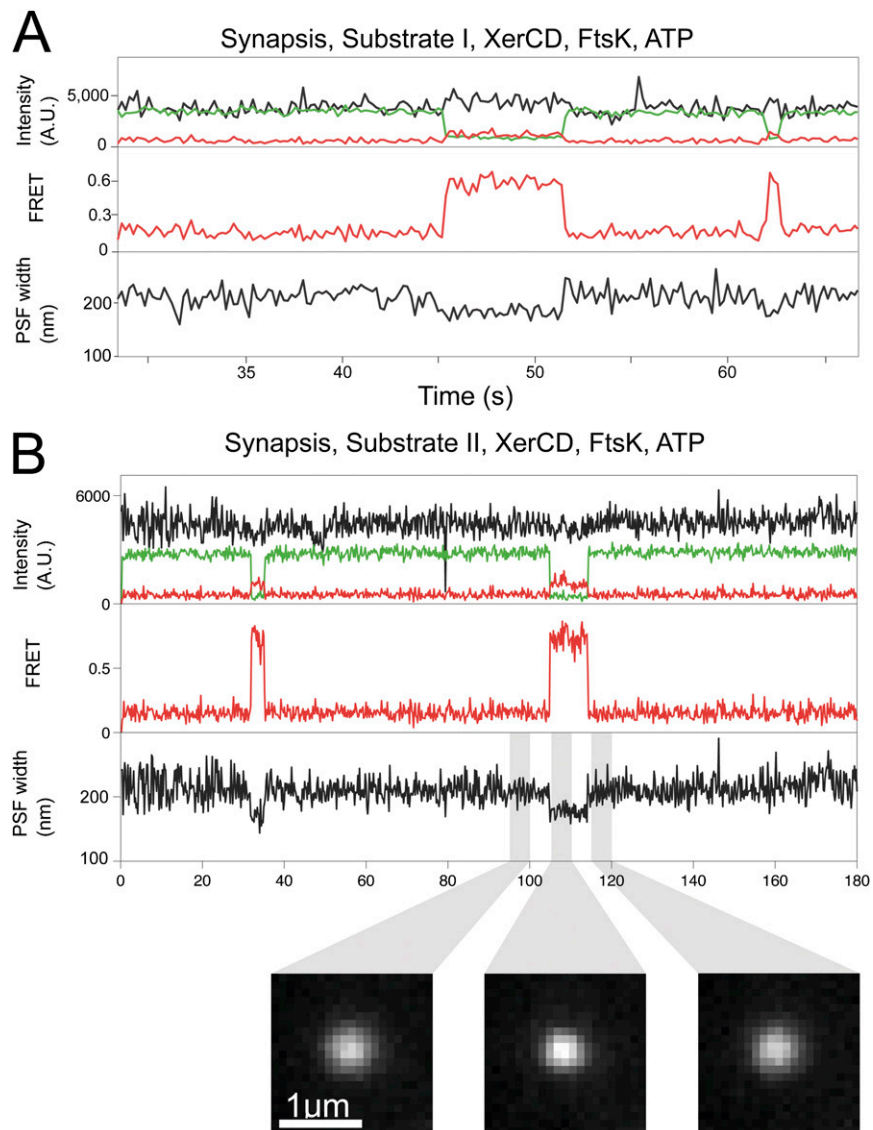 A
Synapsis, Substrate I, XerCD, FtsK, ATP
Intensity
(A.U.)
5,000
0
FRET
0.6
0.3
0
PSF width
(nm)
200
100
35 40 45 50 55 60
Time (s)
B
Synapsis, Substrate II, XerCD, FtsK, ATP
Intensity
(A.U.)
6000
0
FRET
0.5
0
PSF width
(nm)
200
100
0 20 40 60 80 100 120 140 160 180
1μm